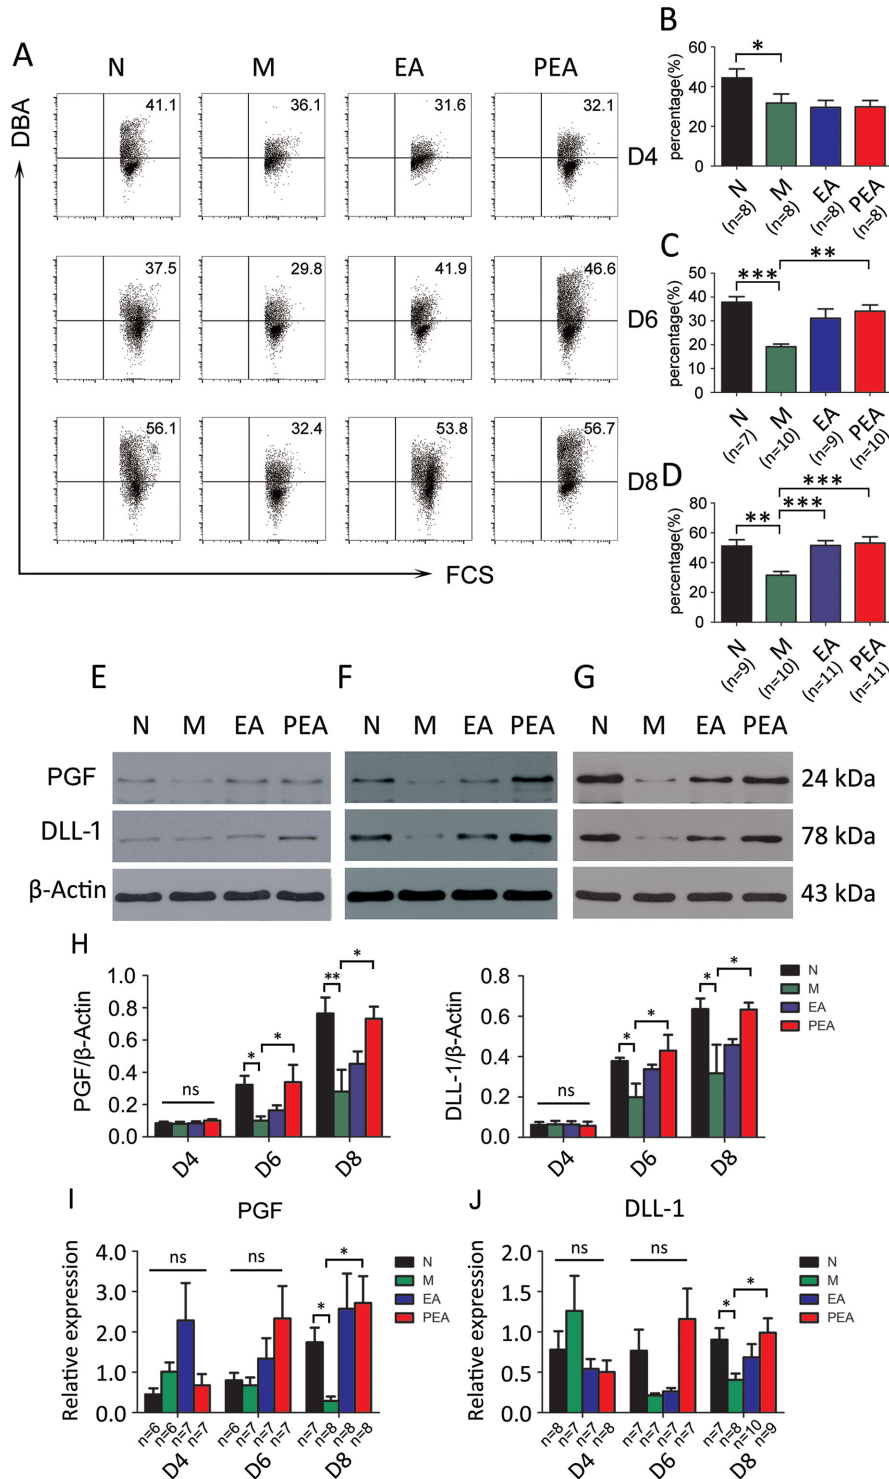 A
DBA
N M EA PEA
41.1 36.1 31.6 32.1
D4
37.5 29.8 41.9 46.6
D6
56.1 32.4 53.8 56.7
D8
FCS
B
percentage(%)
60
40
20
0
*
N M EA PEA
(n=8) (n=8) (n=8) (n=8)
C
percentage(%)
50
40
30
20
10
0
*** **
N M EA PEA
(n=7) (n=10) (n=9) (n=10)
D
percentage(%)
80
60
40
20
0
** *** ***
N M EA PEA
(n=9) (n=10) (n=11) (n=11)
E F G
N M EA PEA N M EA PEA N M EA PEA
PGF 24 kDa
DLL-1 78 kDa
β-Actin 43 kDa
H
PGF/β-Actin
1.0
0.8
0.6
0.4
0.2
0.0
ns * * ** *
D4 D6 D8
DLL-1/β-Actin
0.8
0.6
0.4
0.2
0.0
ns * * * *
D4 D6 D8
N
M
EA
PEA
I
PGF
Relative expression
4.0
3.0
2.0
1.0
0.0
ns ns * *
n=6 n=6 n=7 n=7 n=6 n=7 n=7 n=7 n=7 n=8 n=8 n=8
D4 D6 D8
N
M
EA
PEA
J
DLL-1
Relative expression
2.0
1.5
1.0
0.5
0.0
ns ns * *
n=8 n=7 n=7 n=8 n=7 n=7 n=7 n=7 n=7 n=8 n=10 n=9
D4 D6 D8
N
M
EA
PEA